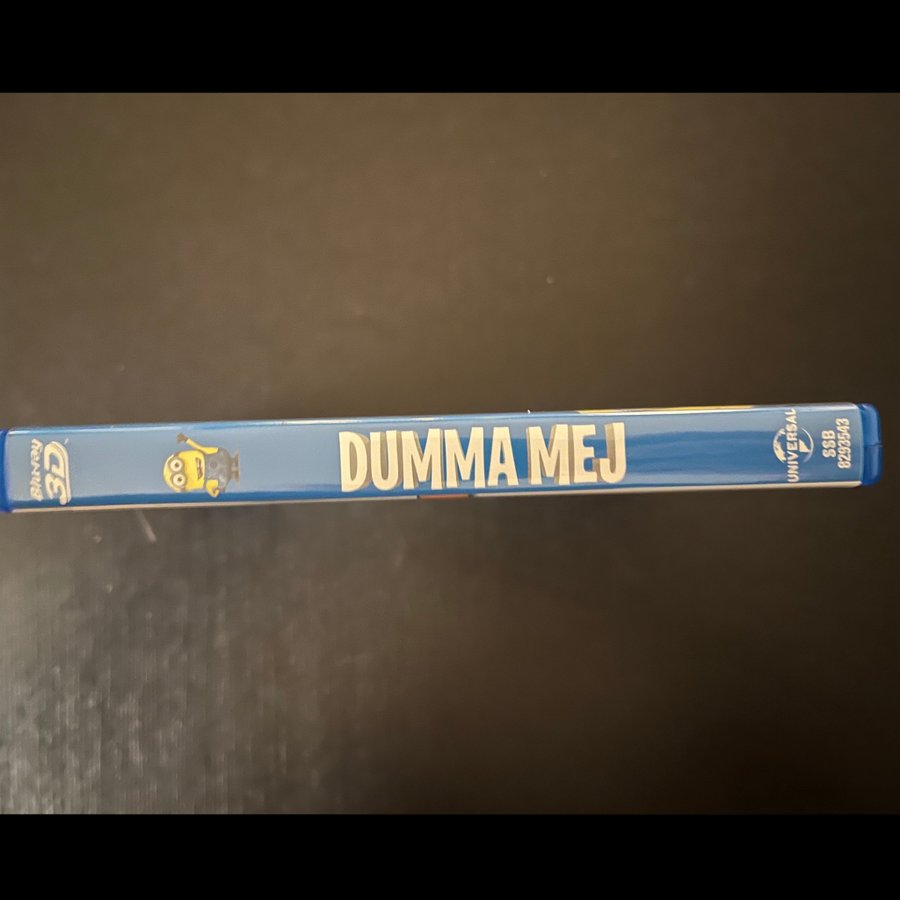 Blu-ray 3D
DUMMA MEJ
UNIVERSAL
SSB
8293543